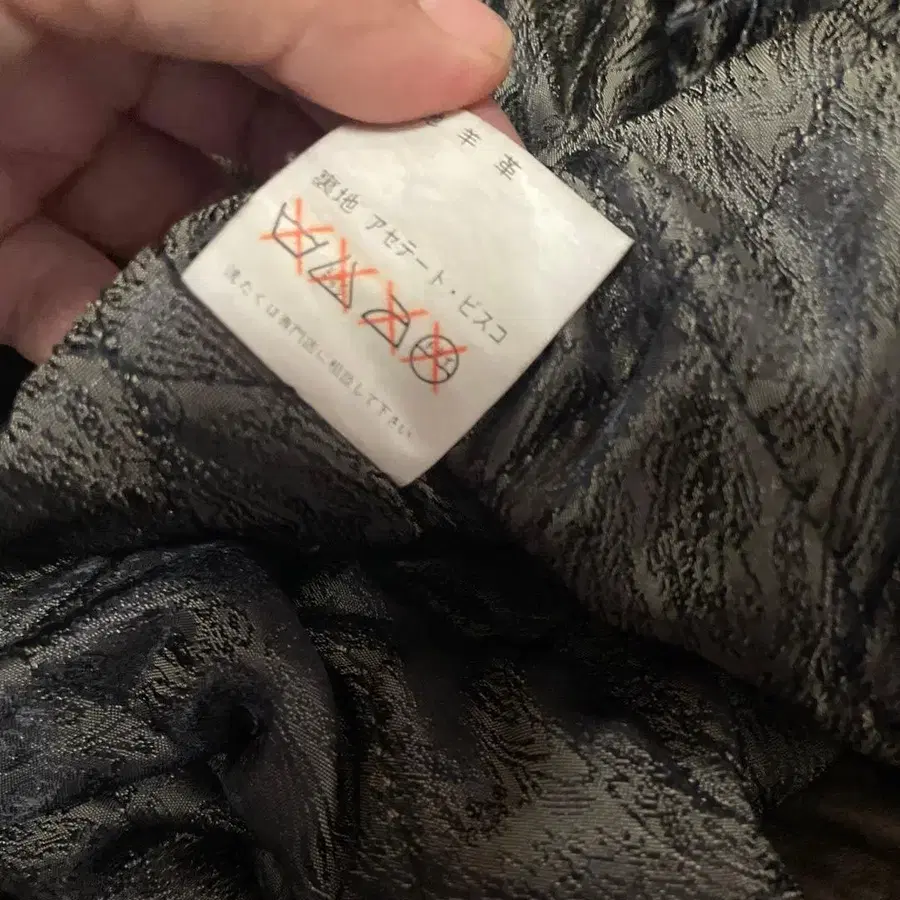 羊革
裏地 アセテート・ビスコ
洗たくは専門店に相談して下さい